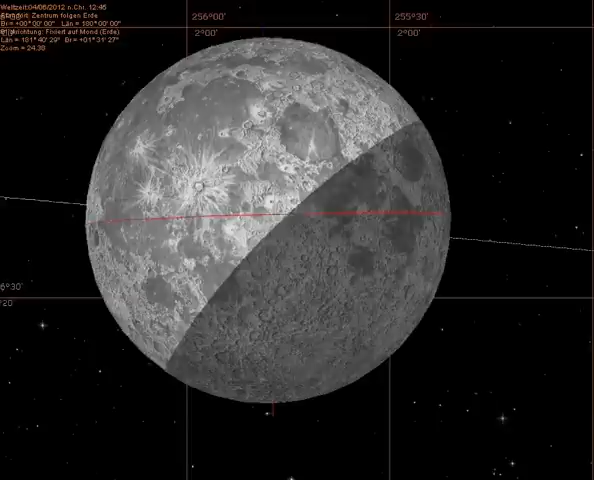 Weltzeit:04/06/2012 n.Chr. 12:46
Standort: Zentrum folgen Erde
Br = +00° 00' 00" Län = 180° 00' 00"
Blickrichtung: Fixiert auf Mond (Erde)
Län = 181° 40' 29" Br = +01° 31' 27"
Zoom = 24.38
256°00'
255°30'
2°00'
2°00'
6°30'
20'